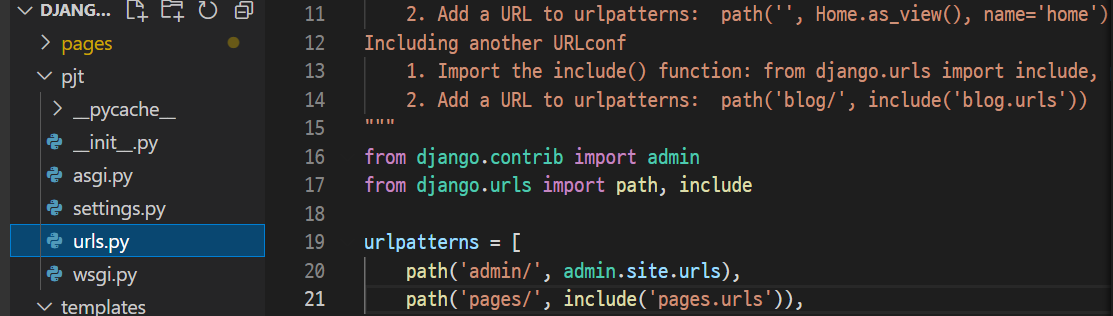 DJANG...
pages
pjt
__pycache__
__init__.py
asgi.py
settings.py
urls.py
wsgi.py
templates
11 2. Add a URL to urlpatterns:  path('', Home.as_view(), name='home')
12 Including another URLconf
13 1. Import the include() function: from django.urls import include,
14 2. Add a URL to urlpatterns:  path('blog/', include('blog.urls'))
15 """
16 from django.contrib import admin
17 from django.urls import path, include
18
19 urlpatterns = [
20 path('admin/', admin.site.urls),
21 path('pages/', include('pages.urls')),